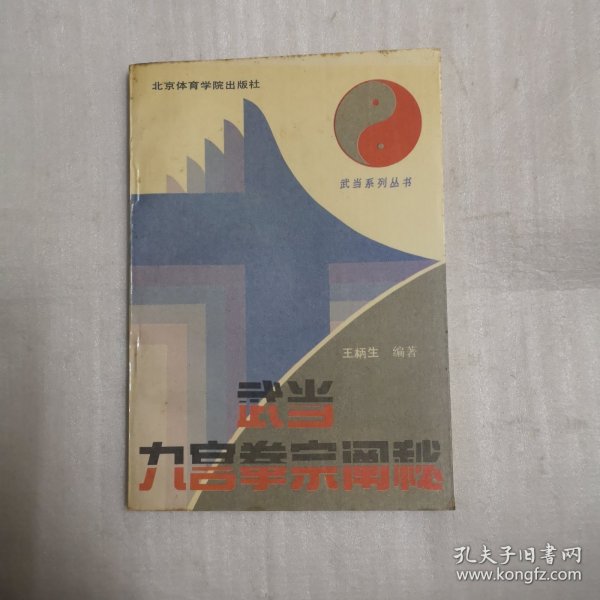 北京体育学院出版社
武当系列丛书
王柄生 编著
武当
九宫拳宗阐秘
孔夫子旧书网
www.kongfz.com